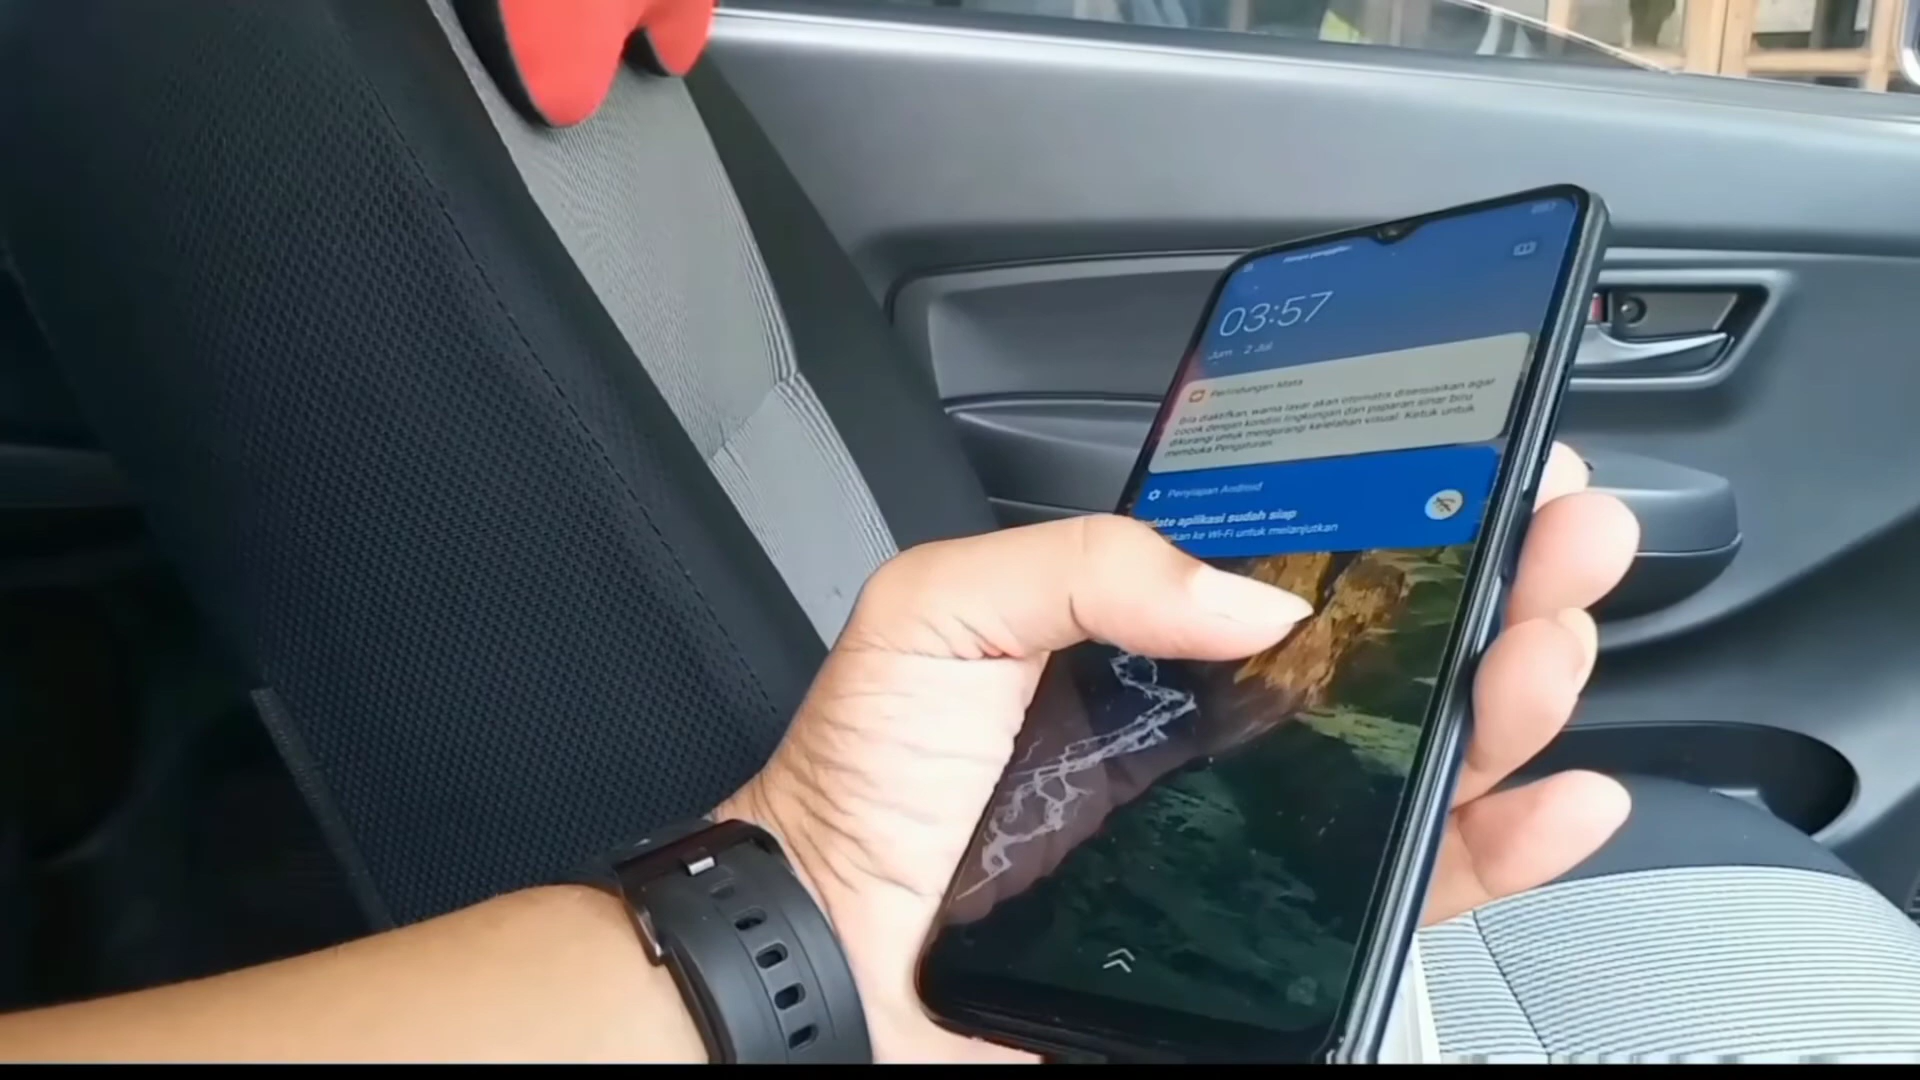 03:57
Jum 2 Jul
Perlindungan Mata
Bila diaktifkan, warna layar akan otomatis disesuaikan agar
cocok dengan kondisi lingkungan dan paparan sinar biru
dikurangi untuk mengurangi kelelahan visual. Ketuk untuk
membuka Pengaturan.
Penyiapan Android
date aplikasi sudah siap
kan ke Wi-Fi untuk melanjutkan